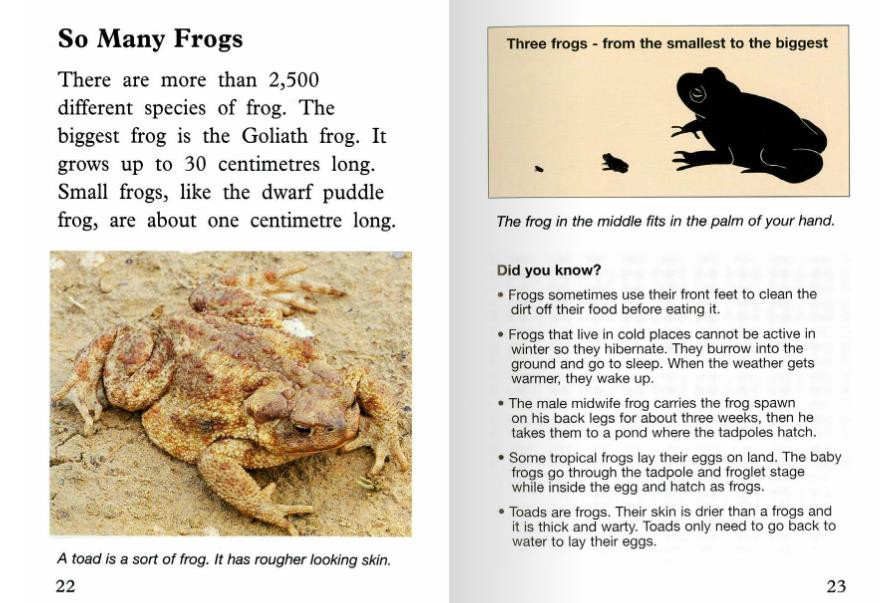 So Many Frogs
There are more than 2,500
different species of frog. The
biggest frog is the Goliath frog. It
grows up to 30 centimetres long.
Small frogs, like the dwarf puddle
frog, are about one centimetre long.
A toad is a sort of frog. It has rougher looking skin.
22
Three frogs - from the smallest to the biggest
The frog in the middle fits in the palm of your hand.
Did you know?
• Frogs sometimes use their front feet to clean the
dirt off their food before eating it.
• Frogs that live in cold places cannot be active in
winter so they hibernate. They burrow into the
ground and go to sleep. When the weather gets
warmer, they wake up.
• The male midwife frog carries the frog spawn
on his back legs for about three weeks, then he
takes them to a pond where the tadpoles hatch.
• Some tropical frogs lay their eggs on land. The baby
frogs go through the tadpole and froglet stage
while inside the egg and hatch as frogs.
• Toads are frogs. Their skin is drier than a frogs and
it is thick and warty. Toads only need to go back to
water to lay their eggs.
23